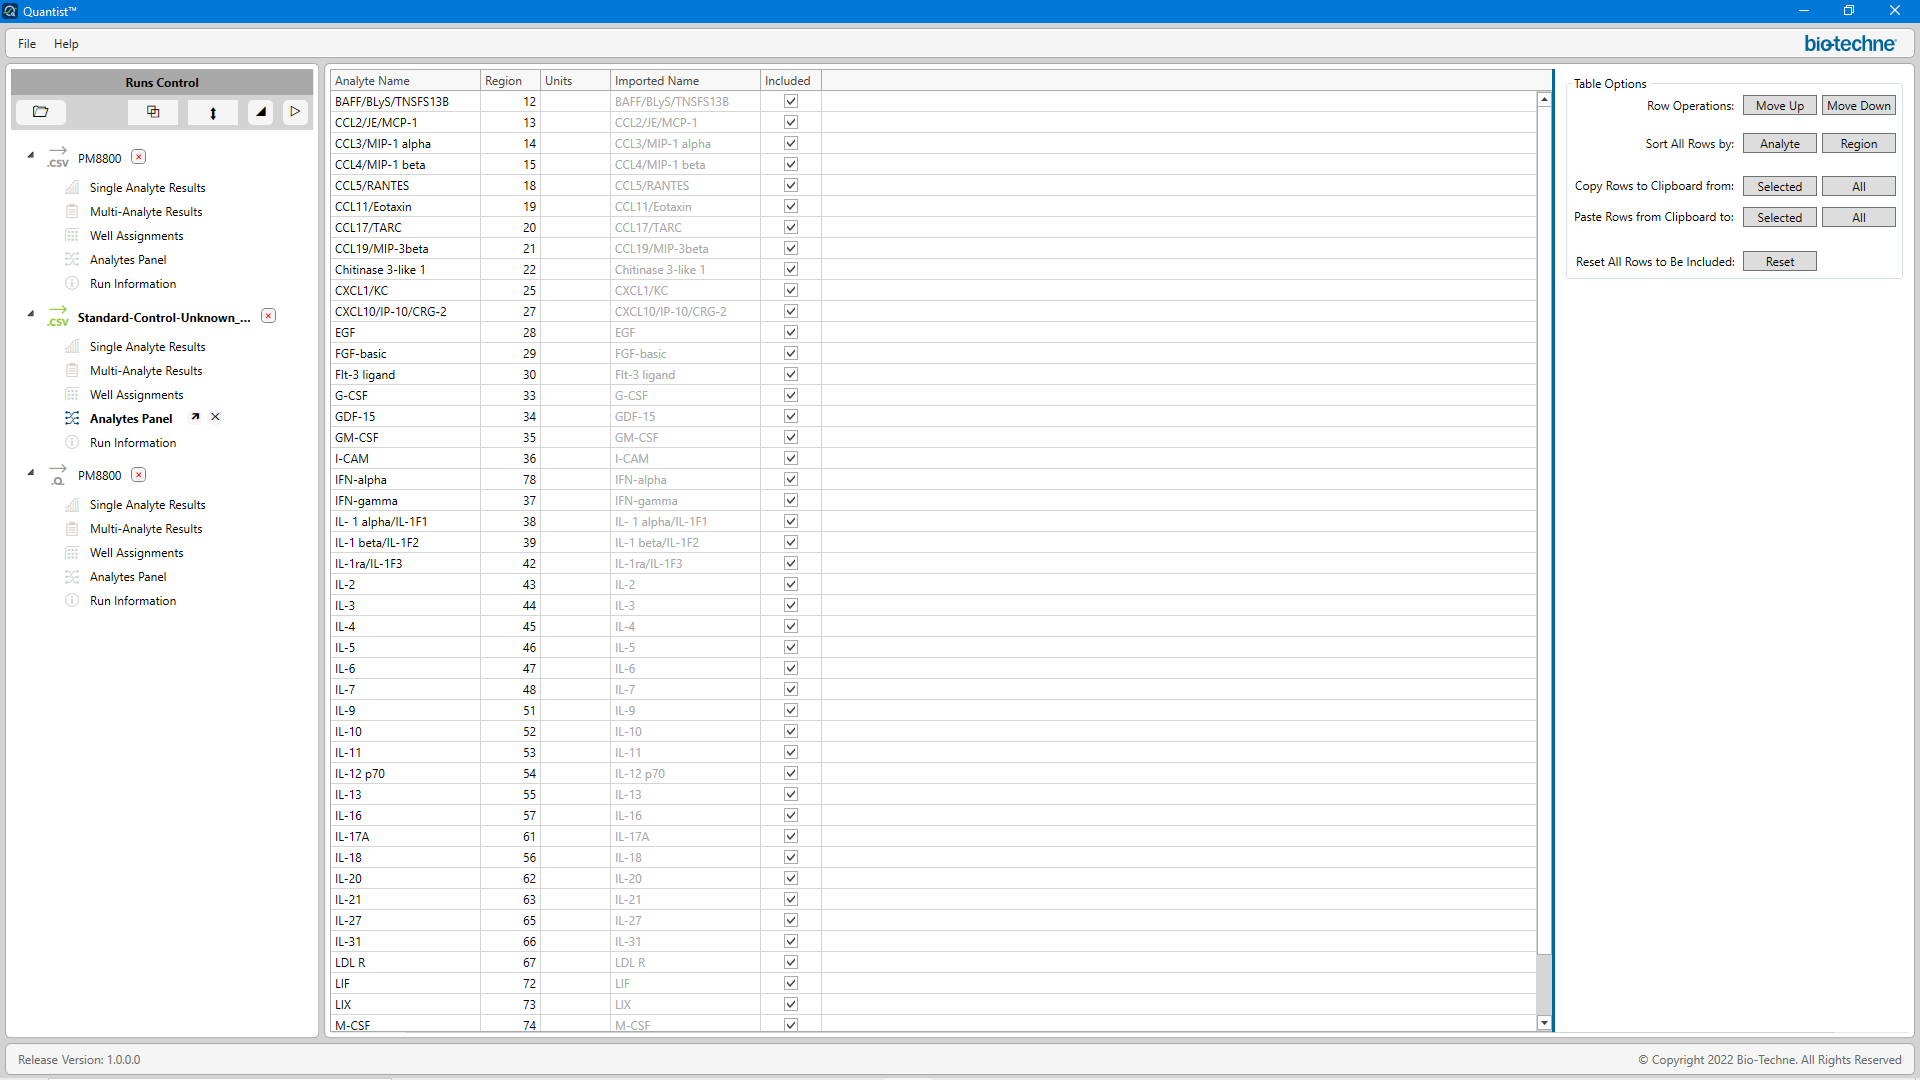 Quantist™
File Help
bio-techne
Runs Control
.csv PM8800
Single Analyte Results
Multi-Analyte Results
Well Assignments
Analytes Panel
Run Information
.csv Standard-Control-Unknown_...
Single Analyte Results
Multi-Analyte Results
Well Assignments
Analytes Panel
Run Information
.Q PM8800
Single Analyte Results
Multi-Analyte Results
Well Assignments
Analytes Panel
Run Information
Analyte Name Region Units Imported Name Included
BAFF/BLyS/TNSFS13B 12 BAFF/BLyS/TNSFS13B
CCL2/JE/MCP-1 13 CCL2/JE/MCP-1
CCL3/MIP-1 alpha 14 CCL3/MIP-1 alpha
CCL4/MIP-1 beta 15 CCL4/MIP-1 beta
CCL5/RANTES 18 CCL5/RANTES
CCL11/Eotaxin 19 CCL11/Eotaxin
CCL17/TARC 20 CCL17/TARC
CCL19/MIP-3beta 21 CCL19/MIP-3beta
Chitinase 3-like 1 22 Chitinase 3-like 1
CXCL1/KC 25 CXCL1/KC
CXCL10/IP-10/CRG-2 27 CXCL10/IP-10/CRG-2
EGF 28 EGF
FGF-basic 29 FGF-basic
Flt-3 ligand 30 Flt-3 ligand
G-CSF 33 G-CSF
GDF-15 34 GDF-15
GM-CSF 35 GM-CSF
I-CAM 36 I-CAM
IFN-alpha 78 IFN-alpha
IFN-gamma 37 IFN-gamma
IL- 1 alpha/IL-1F1 38 IL- 1 alpha/IL-1F1
IL-1 beta/IL-1F2 39 IL-1 beta/IL-1F2
IL-1ra/IL-1F3 42 IL-1ra/IL-1F3
IL-2 43 IL-2
IL-3 44 IL-3
IL-4 45 IL-4
IL-5 46 IL-5
IL-6 47 IL-6
IL-7 48 IL-7
IL-9 51 IL-9
IL-10 52 IL-10
IL-11 53 IL-11
IL-12 p70 54 IL-12 p70
IL-13 55 IL-13
IL-16 57 IL-16
IL-17A 61 IL-17A
IL-18 56 IL-18
IL-20 62 IL-20
IL-21 63 IL-21
IL-27 65 IL-27
IL-31 66 IL-31
LDL R 67 LDL R
LIF 72 LIF
LIX 73 LIX
M-CSF 74 M-CSF
Table Options
Row Operations: Move Up Move Down
Sort All Rows by: Analyte Region
Copy Rows to Clipboard from: Selected All
Paste Rows from Clipboard to: Selected All
Reset All Rows to Be Included: Reset
Release Version: 1.0.0.0
© Copyright 2022 Bio-Techne. All Rights Reserved